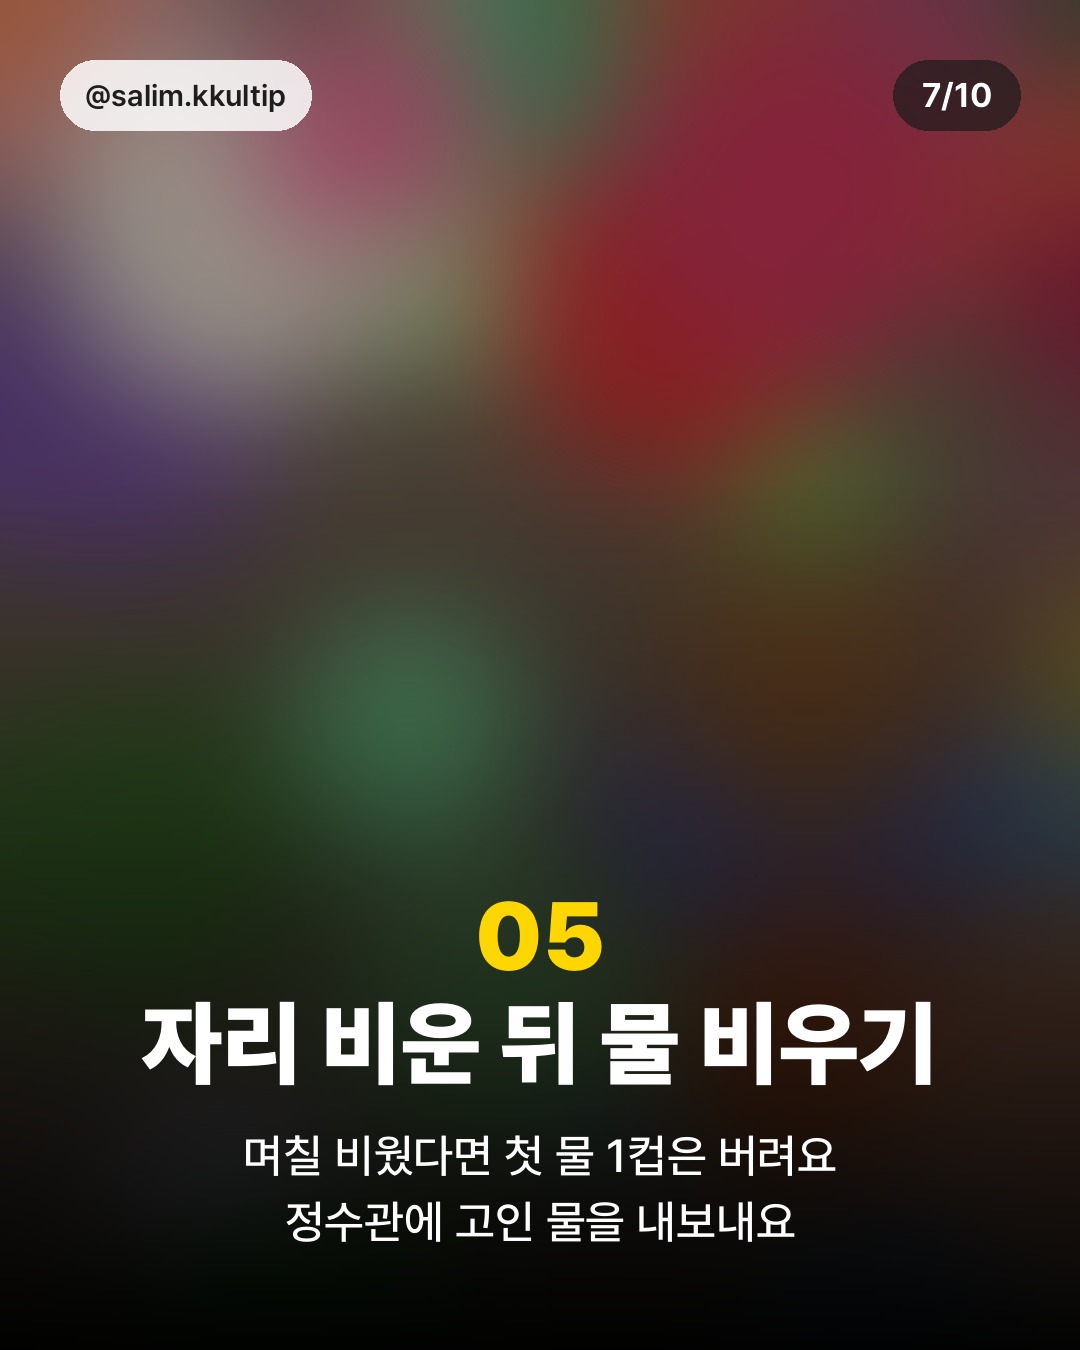 @salim.kkultip
7/10
05
자리 비운 뒤 물 비우기
며칠 비웠다면 첫 물 1컵은 버려요
정수관에 고인 물을 내보내요